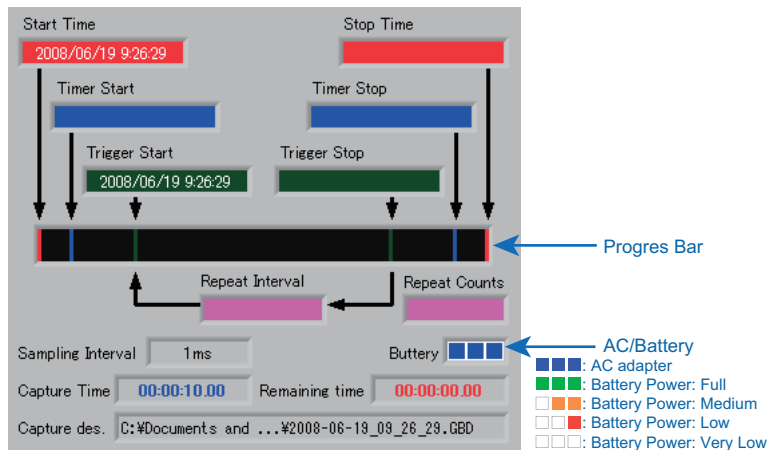 Start Time
Stop Time
2008/06/19 9:26:29
Timer Start
Timer Stop
Trigger Start
Trigger Stop
2008/06/19 9:26:29
Progres Bar
Repeat Interval
Repeat Counts
Sampling Interval
1ms
Buttery
AC/Battery
: AC adapter
: Battery Power: Full
: Battery Power: Medium
: Battery Power: Low
: Battery Power: Very Low
Capture Time
00:00:10.00
Remaining time
00:00:00.00
Capture des.
C:¥Documents and ...¥2008-06-19_09_26_29.GBD